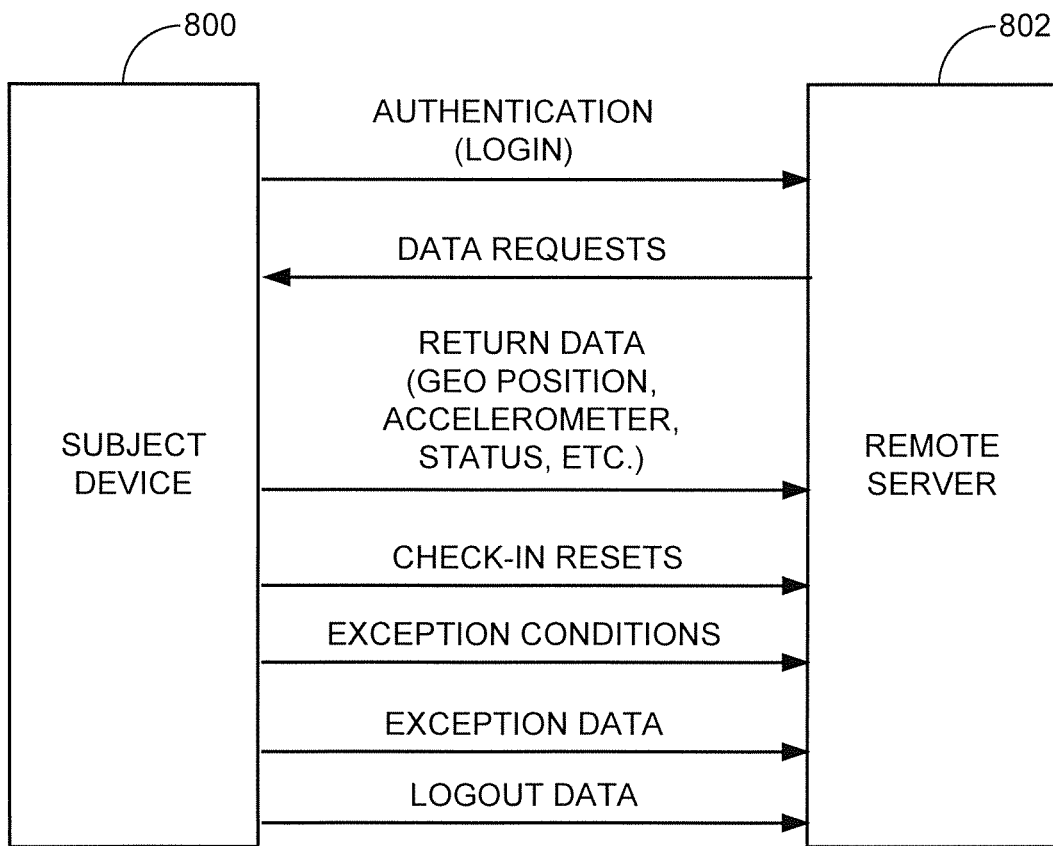 800
802
AUTHENTICATION
(LOGIN)
DATA REQUESTS
RETURN DATA
(GEO POSITION,
ACCELEROMETER,
STATUS, ETC.)
SUBJECT
DEVICE
REMOTE
SERVER
CHECK-IN RESETS
EXCEPTION CONDITIONS
EXCEPTION DATA
LOGOUT DATA